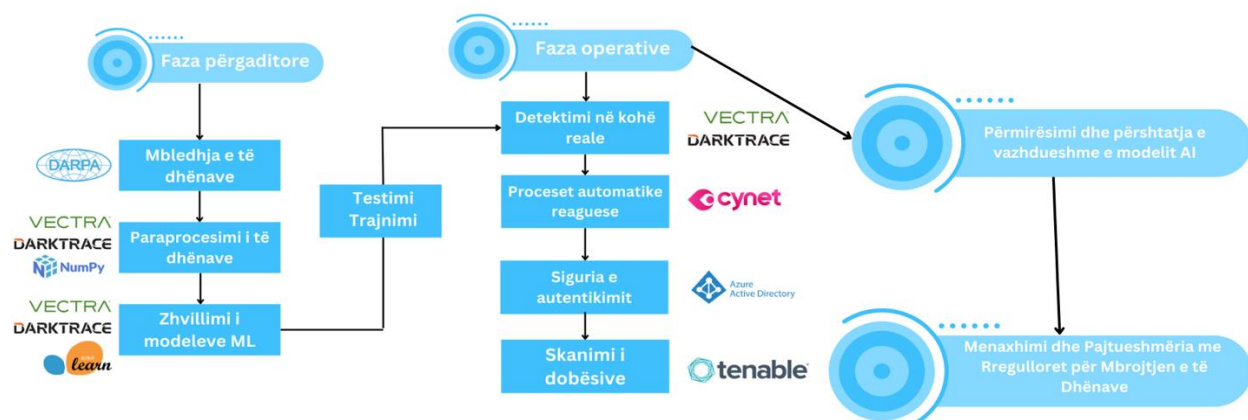 Faza përgaditore
DARPA
Mbledhja e të
dhënave
VECTRA
DARKTRACE
NumPy
Paraprocesimi i të
dhënave
VECTRA
DARKTRACE
learn
Zhvillimi i
modeleve ML
Testimi
Trajnimi
Faza operative
Detektimi në kohë
reale
VECTRA
DARKTRACE
Proceset automatike
reaguese
cynet
Siguria e
autentikimit
Azure
Active Directory
Skanimi i
dobësive
tenable
Përmirësimi dhe përshtatja e
vazhdueshme e modelit AI
Menaxhimi dhe Pajtueshmëria me
Rregulloret për Mbrojtjen e të
Dhënave